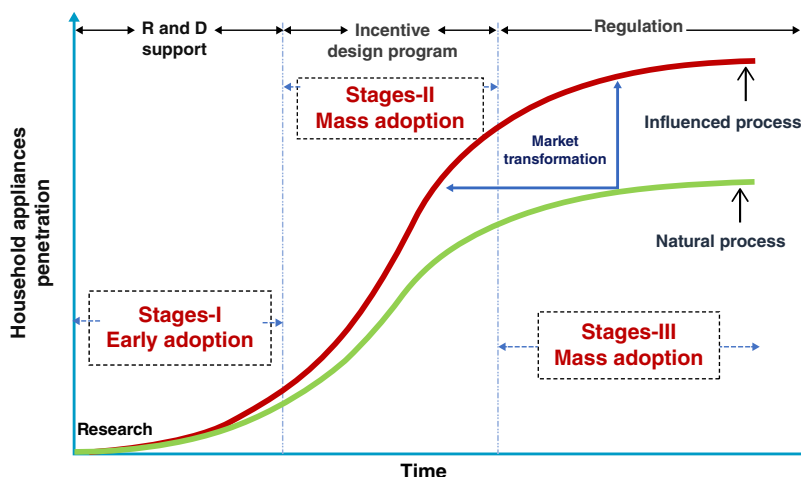 R and D
support
Incentive
design program
Regulation
Stages-II
Mass adoption
Market
transformation
Influenced process
Natural process
Stages-I
Early adoption
Stages-III
Mass adoption
Research
Household appliances
penetration
Time